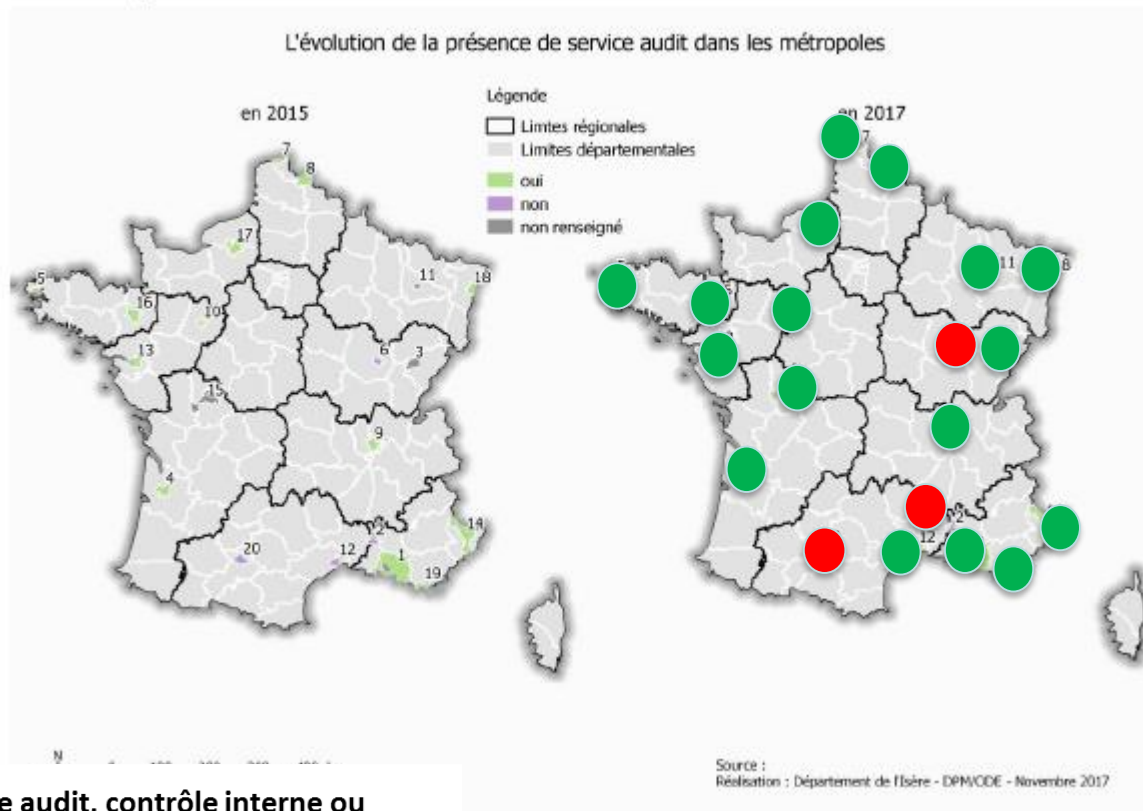 L'évolution de la présence de service audit dans les métropoles
en 2015
Légende
Limtes régionales
Limites départementales
oui
non
non renseigné
en 2017
7
8
17
5
16
10
13
11
18
6
3
15
9
4
14
2
1
20
12
19
7
11
8
2
12
N
Source :
Réalisation : Département de l'Isère - DPM/ODE - Novembre 2017
e audit, contrôle interne ou